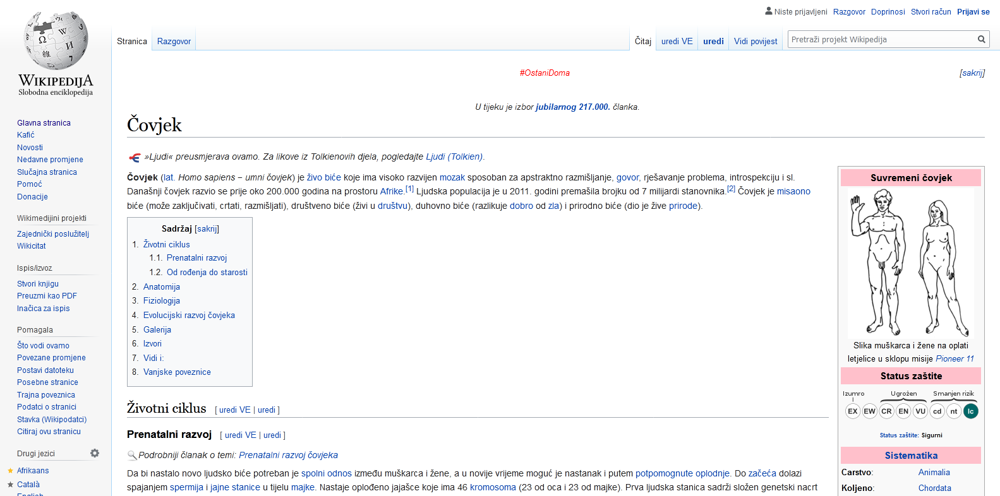 WIKIPEDIJA
Slobodna enciklopedija
Niste prijavljeni Razgovor Doprinosi Stvori račun Prijavi se
Stranica Razgovor
Čitaj uredi VE uredi Vidi povijest Pretraži projekt Wikipedija
#OstaniDoma [sakrij]
U tijeku je izbor jubilarnog 217.000. članka.
Glavna stranica
Kafić
Novosti
Nedavne promjene
Slučajna stranica
Pomoć
Donacije
Wikimedijini projekti
Zajednički poslužitelj
Wikicitat
Ispis/izvoz
Stvori knjigu
Preuzmi kao PDF
Inačica za ispis
Pomagala
Što vodi ovamo
Povezane promjene
Postavi datoteku
Posebne stranice
Trajna poveznica
Podatci o stranici
Stavka (Wikipodatci)
Citiraj ovu stranicu
Drugi jezici
Afrikaans
Català
English
Čovjek
»Ljudi« preusmjerava ovamo. Za likove iz Tolkienovih djela, pogledajte Ljudi (Tolkien).
Čovjek (lat. Homo sapiens – umni čovjek) je živo biće koje ima visoko razvijen mozak sposoban za apstraktno razmišljanje, govor, rješavanje problema, introspekciju i sl.
Današnji čovjek razvio se prije oko 200.000 godina na prostoru Afrike.[1] Ljudska populacija je u 2011. godini premašila brojku od 7 milijardi stanovnika.[2] Čovjek je misaono
biće (može zaključivati, crtati, razmišljati), društveno biće (živi u društvu), duhovno biće (razlikuje dobro od zla) i prirodno biće (dio je žive prirode).
Sadržaj [sakrij]
1. Životni ciklus
1.1. Prenatalni razvoj
1.2. Od rođenja do starosti
2. Anatomija
3. Fiziologija
4. Evolucijski razvoj čovjeka
5. Galerija
6. Izvori
7. Vidi i:
8. Vanjske poveznice
Životni ciklus [ uredi VE | uredi ]
Prenatalni razvoj [ uredi VE | uredi ]
Podrobniji članak o temi: Prenatalni razvoj čovjeka
Da bi nastalo novo ljudsko biće potreban je spolni odnos između muškarca i žene, a u novije vrijeme moguć je nastanak i putem potpomognute oplodnje. Do začeća dolazi
spajanjem spermija i jajne stanice u tijelu majke. Nastaje oplođeno jajašce koje ima 46 kromosoma (23 od oca i 23 od majke). Prva ljudska stanica sadrži složen genetski nacrt
Suvremeni čovjek
Slika muškarca i žene na oplati
letjelice u sklopu misije Pioneer 11
Status zaštite
Izumro Ugrožen Smanjen rizik
EX EW CR EN VU cd nt lc
Status zaštite: Sigurni
Sistematika
Carstvo: Animalia
Koljeno: Chordata